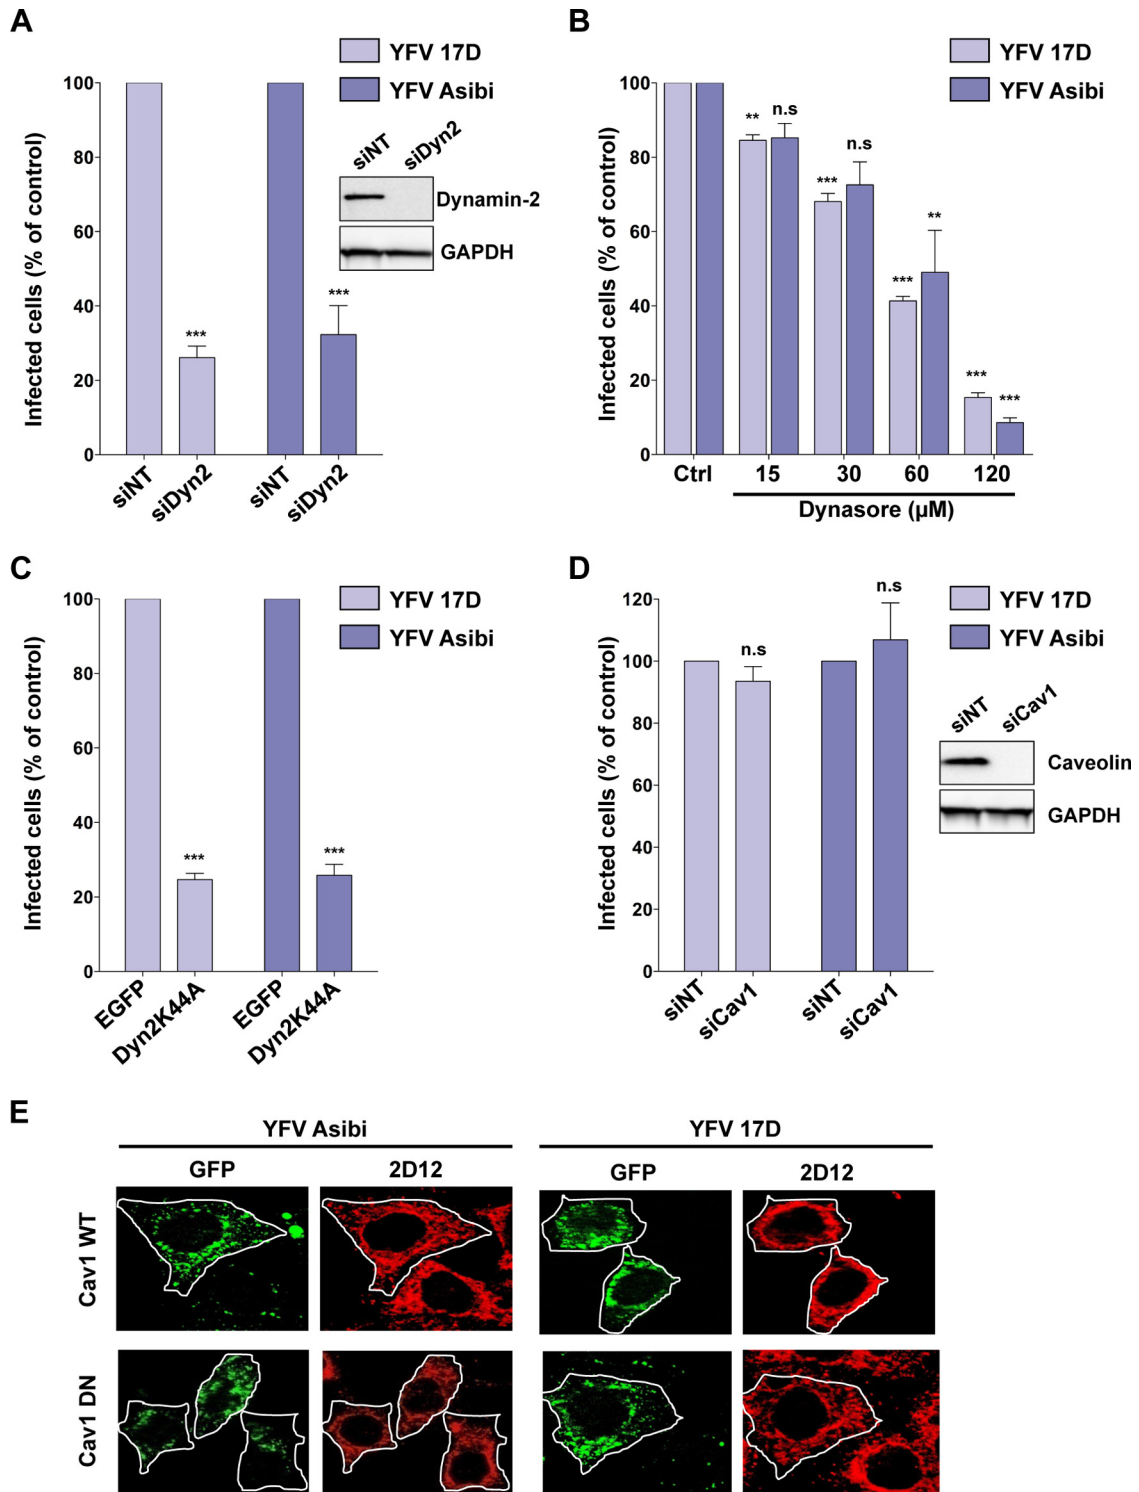 A
YFV 17D
YFV Asibi
Infected cells (% of control)
100
80
60
40
20
0
***
***
siNT
siDyn2
siNT
siDyn2
siNT
siDyn2
Dynamin-2
GAPDH
B
YFV 17D
YFV Asibi
Infected cells (% of control)
100
80
60
40
20
0
**
n.s
***
n.s
***
**
***
***
Ctrl
15
30
60
120
Dynasore (µM)
C
YFV 17D
YFV Asibi
Infected cells (% of control)
100
80
60
40
20
0
***
***
EGFP
Dyn2K44A
EGFP
Dyn2K44A
D
YFV 17D
YFV Asibi
Infected cells (% of control)
120
100
80
60
40
20
0
n.s
n.s
siNT
siCav1
siNT
siCav1
siNT
siCav1
Caveolin
GAPDH
E
YFV Asibi
YFV 17D
GFP
2D12
GFP
2D12
Cav1 WT
Cav1 DN